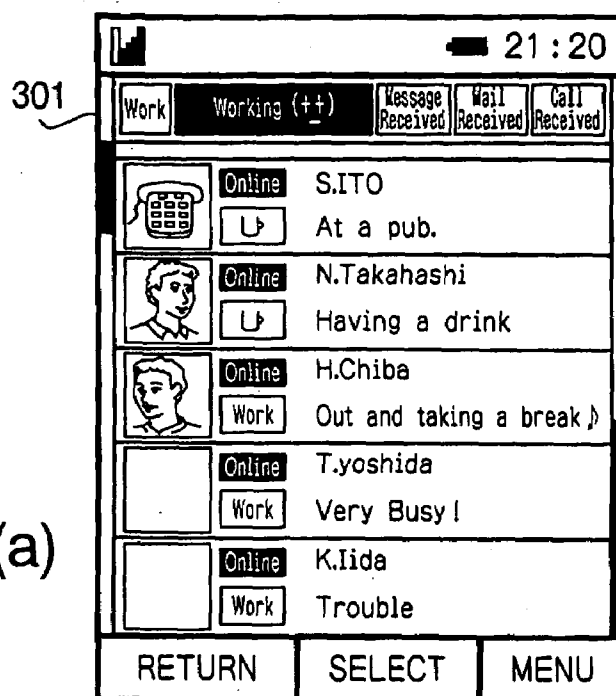 21:20
301
Work Working (++) Message Received Mail Received Call Received
Online S.ITO
At a pub.
Online N.Takahashi
Having a drink
Online H.Chiba
Work Out and taking a break♪
Online T.yoshida
Work Very Busy!
(a)
Online K.Iida
Work Trouble
RETURN SELECT MENU